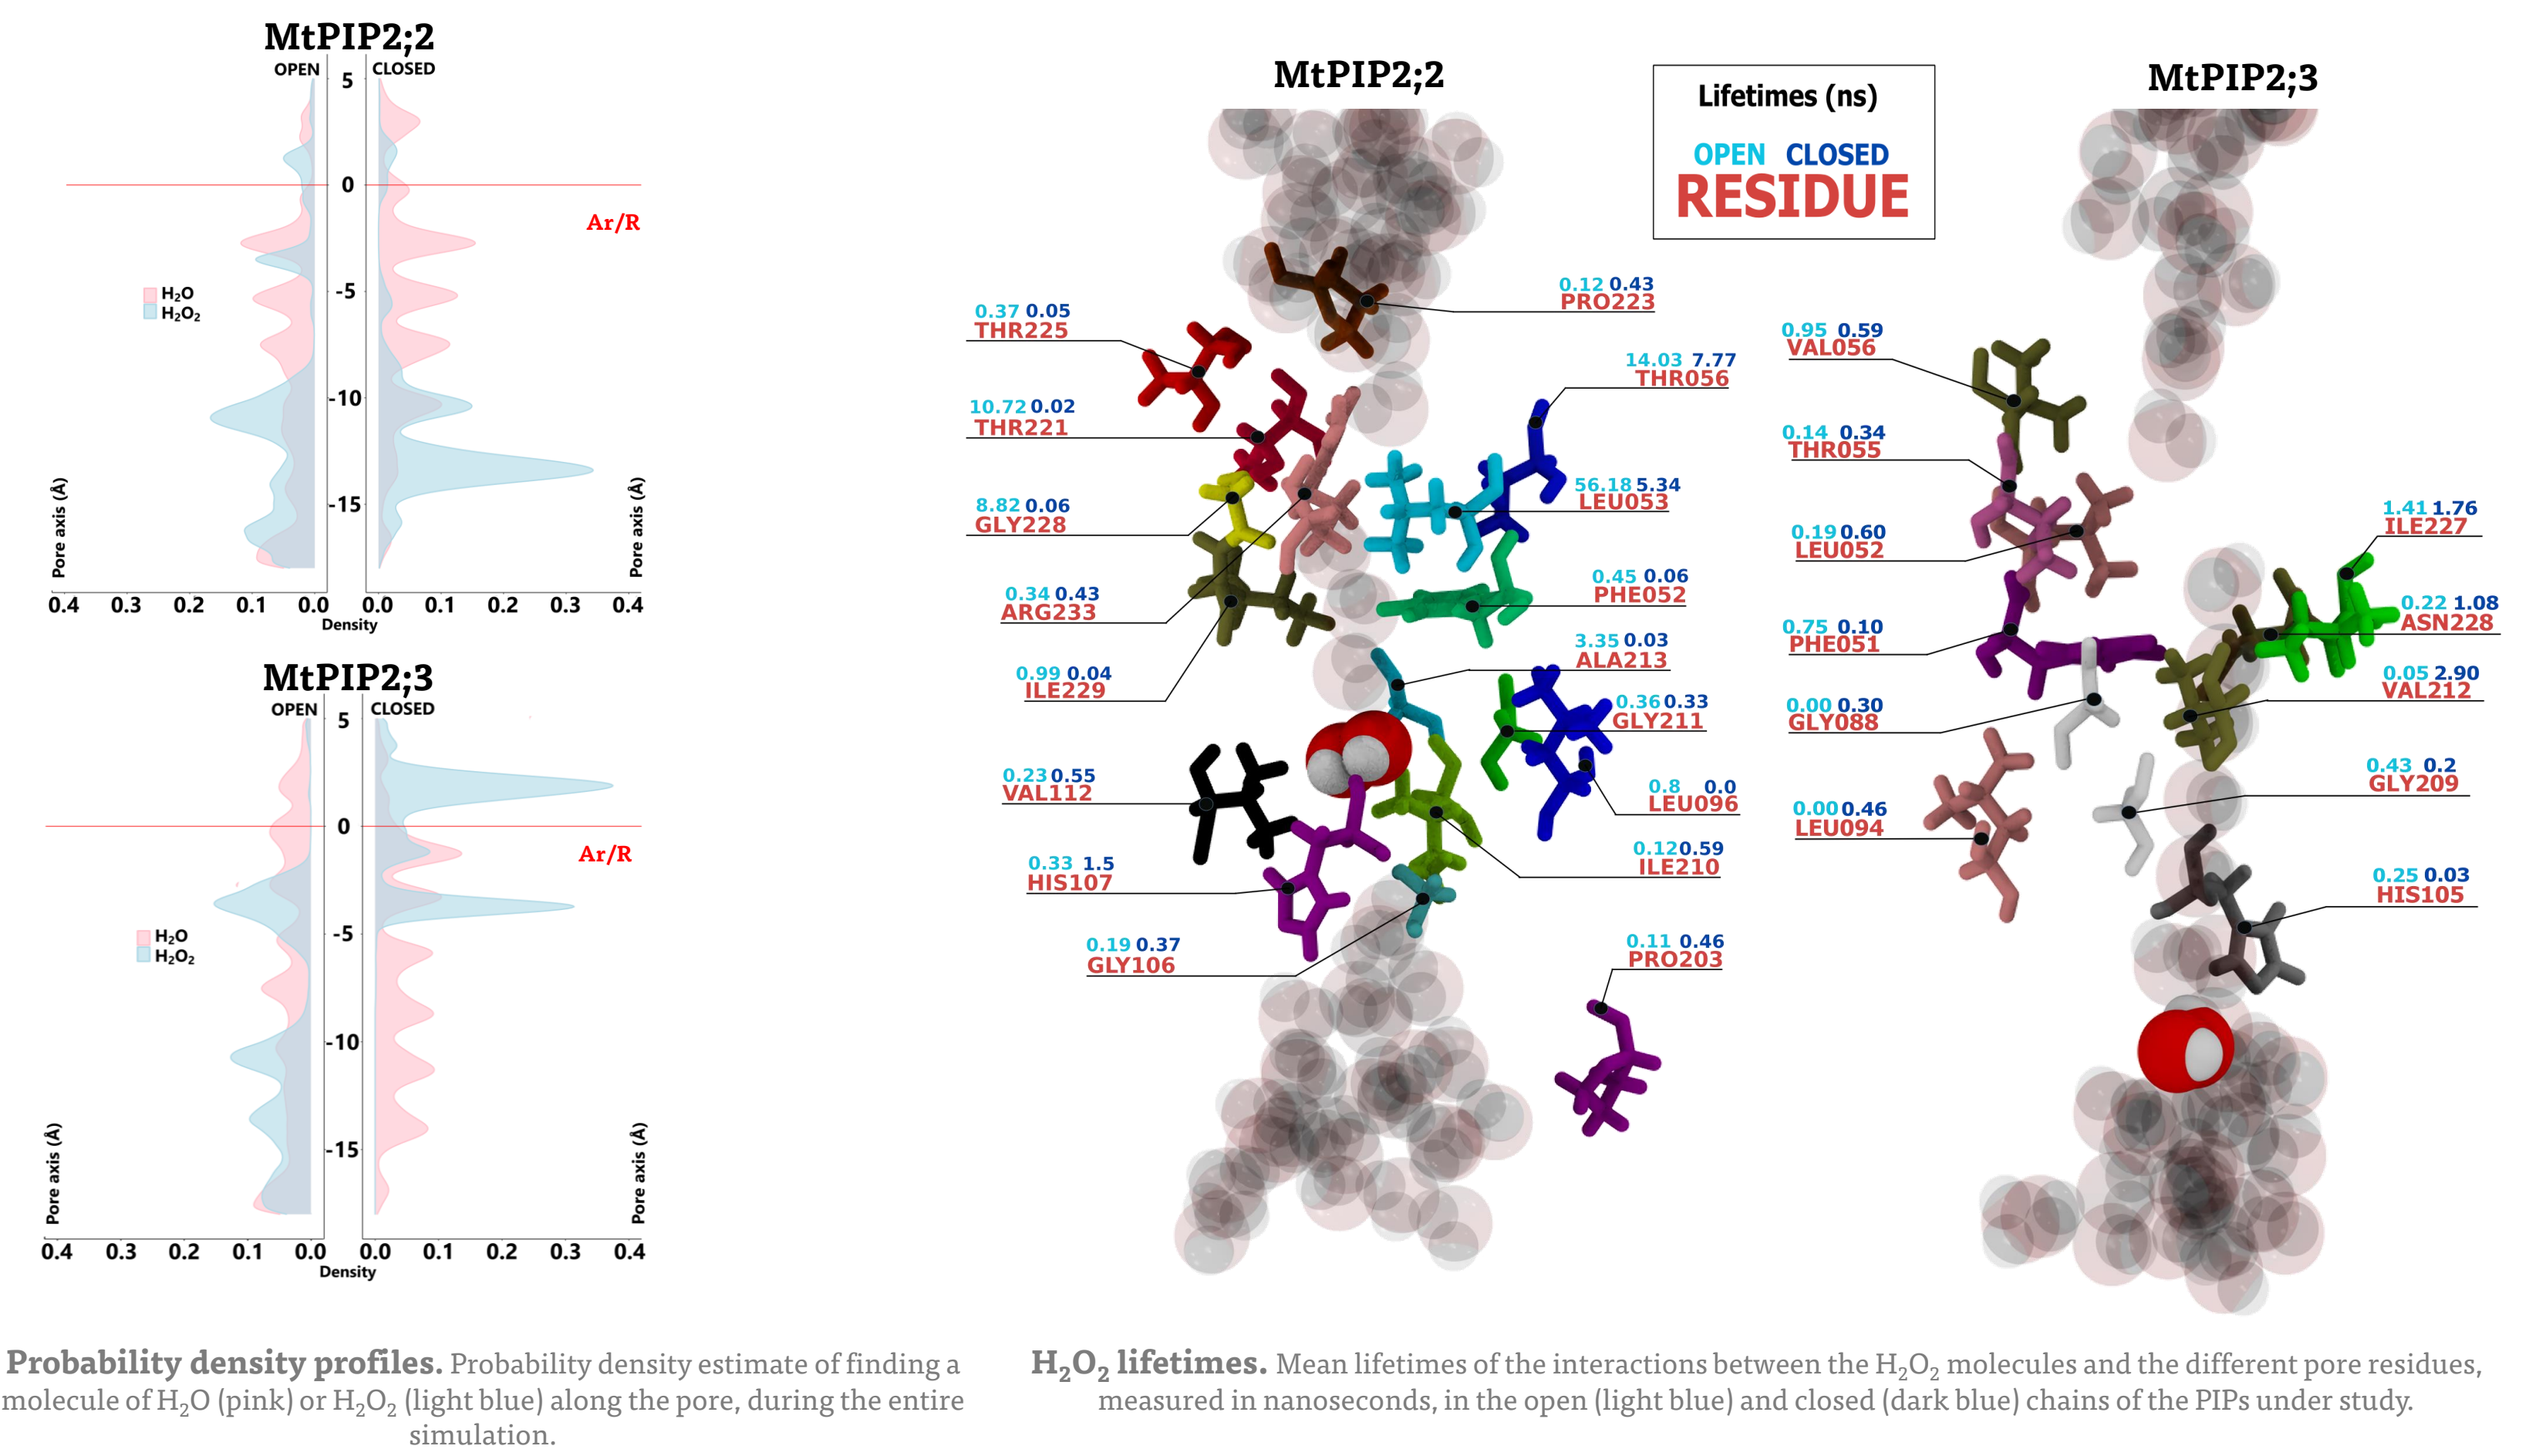 MtPIP2;2
OPEN CLOSED
5
0
-5
-10
-15
Ar/R
H₂O
H₂O₂
Pore axis (Å)
Pore axis (Å)
0.4 0.3 0.2 0.1 0.0 0.0 0.1 0.2 0.3 0.4
Density
MtPIP2;3
OPEN CLOSED
5
0
-5
-10
-15
Ar/R
H₂O
H₂O₂
Pore axis (Å)
Pore axis (Å)
0.4 0.3 0.2 0.1 0.0 0.0 0.1 0.2 0.3 0.4
Density
Probability density profiles. Probability density estimate of finding a
molecule of H₂O (pink) or H₂O₂ (light blue) along the pore, during the entire
simulation.
MtPIP2;2
Lifetimes (ns)
OPEN CLOSED
RESIDUE
0.37 0.05
THR225
10.72 0.02
THR221
8.82 0.06
GLY228
0.34 0.43
ARG233
0.99 0.04
ILE229
0.23 0.55
VAL112
0.33 1.5
HIS107
0.19 0.37
GLY106
0.12 0.43
PRO223
14.03 7.77
THR056
56.18 5.34
LEU053
0.45 0.06
PHE052
3.35 0.03
ALA213
0.36 0.33
GLY211
0.8 0.0
LEU096
0.12 0.59
ILE210
0.11 0.46
PRO203
MtPIP2;3
0.95 0.59
VAL056
0.14 0.34
THR055
0.19 0.60
LEU052
0.75 0.10
PHE051
0.00 0.30
GLY088
0.00 0.46
LEU094
1.41 1.76
ILE227
0.22 1.08
ASN228
0.05 2.90
VAL212
0.43 0.2
GLY209
0.25 0.03
HIS105
H₂O₂ lifetimes. Mean lifetimes of the interactions between the H₂O₂ molecules and the different pore residues,
measured in nanoseconds, in the open (light blue) and closed (dark blue) chains of the PIPs under study.